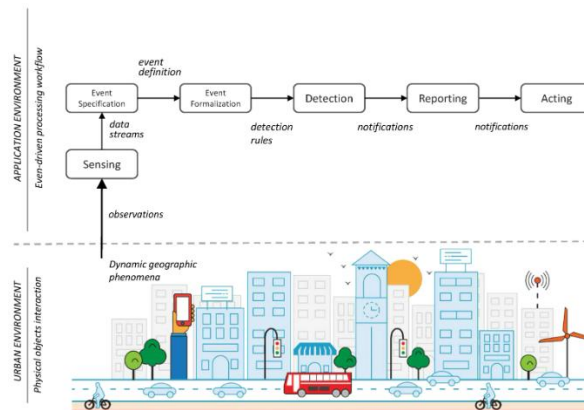 APPLICATION ENVIRONMENT
Even-driven processing workflow
event
definition
Event
Specification
Event
Formalization
Detection
Reporting
Acting
data
streams
detection
rules
notifications
notifications
Sensing
observations
URBAN ENVIRONMENT
Physical objects interaction
Dynamic geographic
phenomena